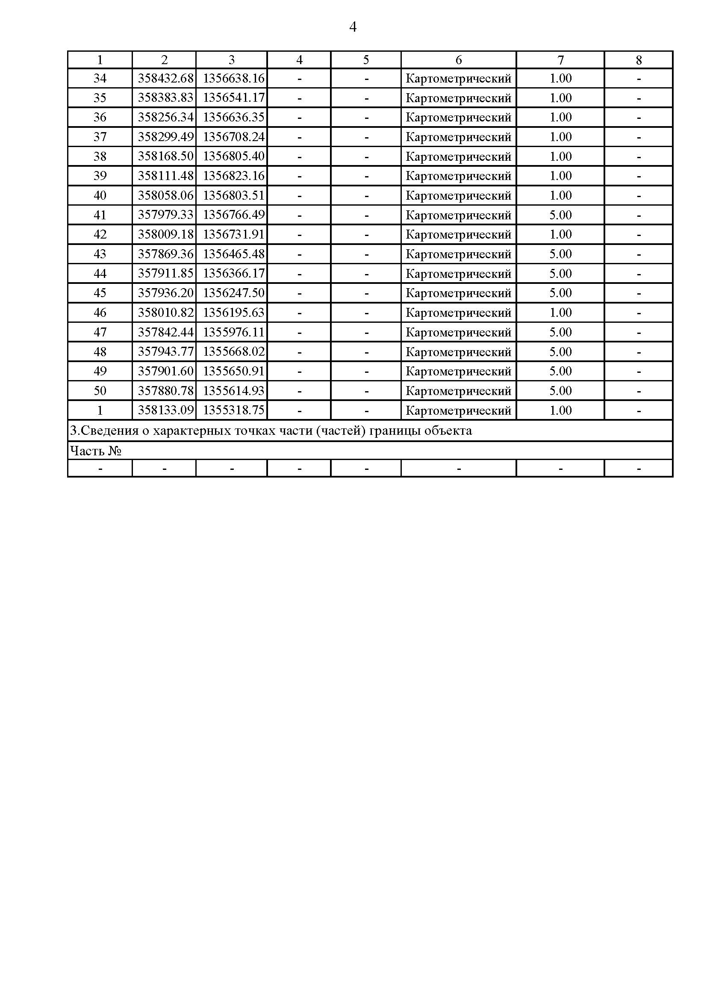 4
1 2 3 4 5 6 7 8
34 358432.68 1356638.16 - - Картометрический 1.00 -
35 358383.83 1356541.17 - - Картометрический 1.00 -
36 358256.34 1356636.35 - - Картометрический 1.00 -
37 358299.49 1356708.24 - - Картометрический 1.00 -
38 358168.50 1356805.40 - - Картометрический 1.00 -
39 358111.48 1356823.16 - - Картометрический 1.00 -
40 358058.06 1356803.51 - - Картометрический 1.00 -
41 357979.33 1356766.49 - - Картометрический 5.00 -
42 358009.18 1356731.91 - - Картометрический 1.00 -
43 357869.36 1356465.48 - - Картометрический 5.00 -
44 357911.85 1356366.17 - - Картометрический 5.00 -
45 357936.20 1356247.50 - - Картометрический 5.00 -
46 358010.82 1356195.63 - - Картометрический 1.00 -
47 357842.44 1355976.11 - - Картометрический 5.00 -
48 357943.77 1355668.02 - - Картометрический 5.00 -
49 357901.60 1355650.91 - - Картометрический 5.00 -
50 357880.78 1355614.93 - - Картометрический 5.00 -
1 358133.09 1355318.75 - - Картометрический 1.00 -
3.Сведения о характерных точках части (частей) границы объекта
Часть №
- - - - - - - -